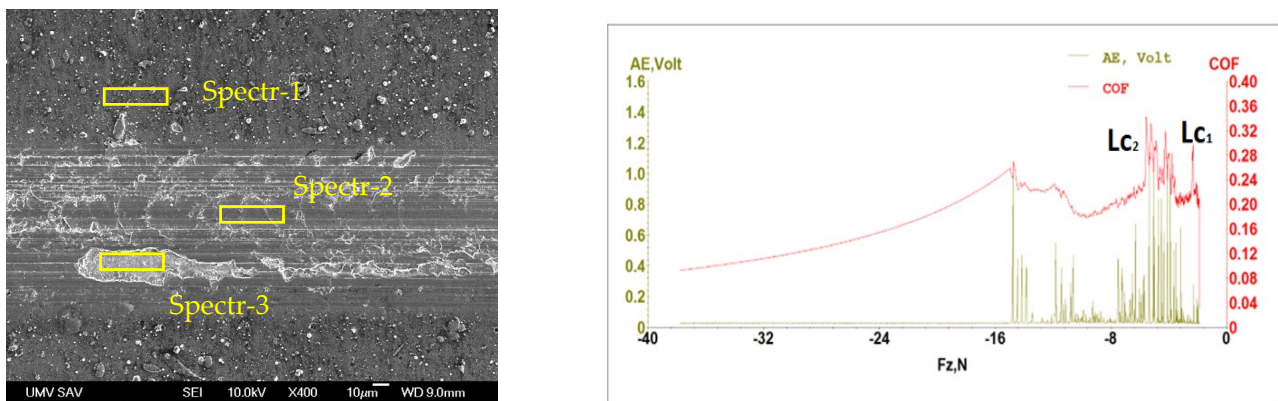 Spectr-1
Spectr-2
Spectr-3
UMV SAV SEI 10.0kV X400 10μm WD 9.0mm
AE,Volt
AE, Volt
COF
COF
1.6
1.4
1.2
1.0
0.8
0.6
0.4
0.2
0
0.40
0.36
0.32
0.28
0.24
0.20
0.16
0.12
0.08
0.04
0
Lc2
Lc1
-40 -32 -24 -16 -8 0
Fz,N